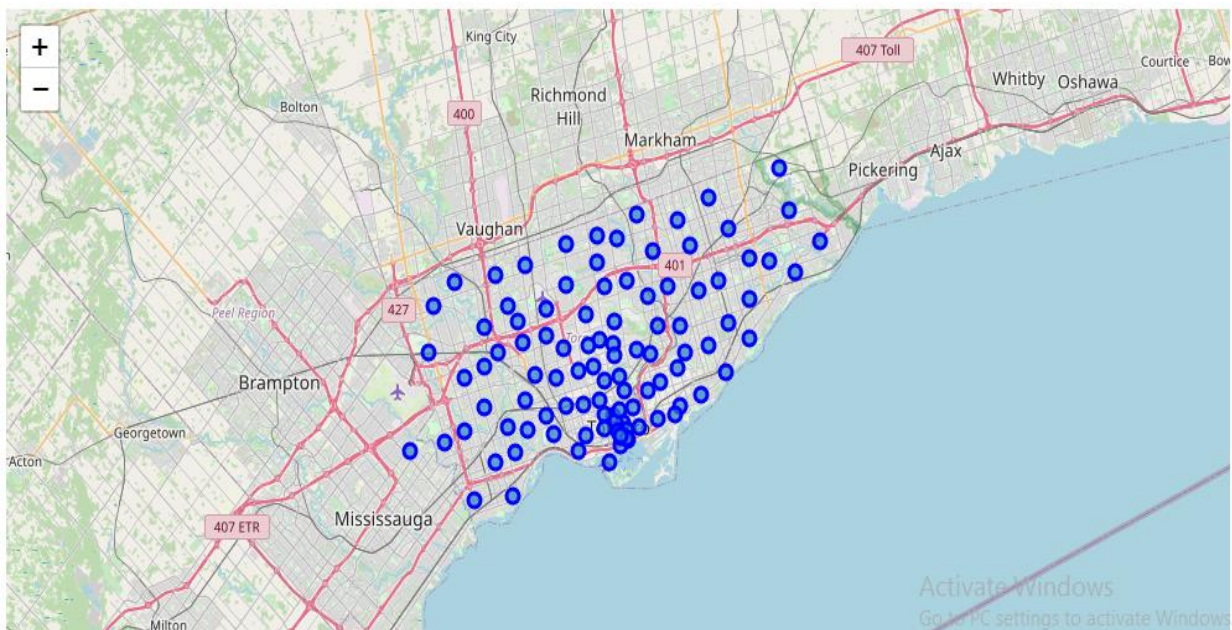 +
−
King City
407 Toll
Courtice
Whitby
Oshawa
Bolton
Richmond
Hill
400
Markham
Ajax
Pickering
Vaughan
401
427
Peel Region
Brampton
Georgetown
Acton
Mississauga
407 ETR
Milton
Activate Windows
Go to PC settings to activate Windows